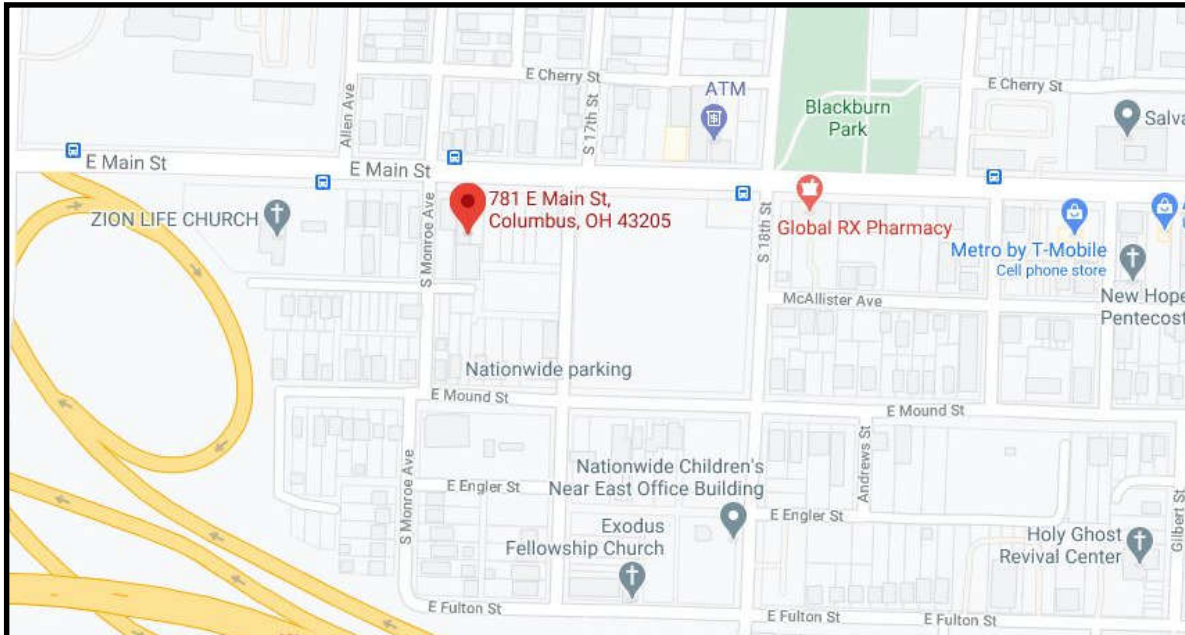 E Cherry St
ATM
E Cherry St
Allen Ave
S 17th St
Blackburn
Park
E Main St
E Main St
ZION LIFE CHURCH
S Monroe Ave
781 E Main St,
Columbus, OH 43205
S 18th St
Global RX Pharmacy
Metro by T-Mobile
Cell phone store
McAllister Ave
New Hope
Pentecost
Nationwide parking
E Mound St
E Mound St
S Monroe Ave
E Engler St
Nationwide Children's
Near East Office Building
Andrews St
E Engler St
Gilbert St
Exodus
Fellowship Church
Holy Ghost
Revival Center
E Fulton St
E Fulton St
E Fulton St